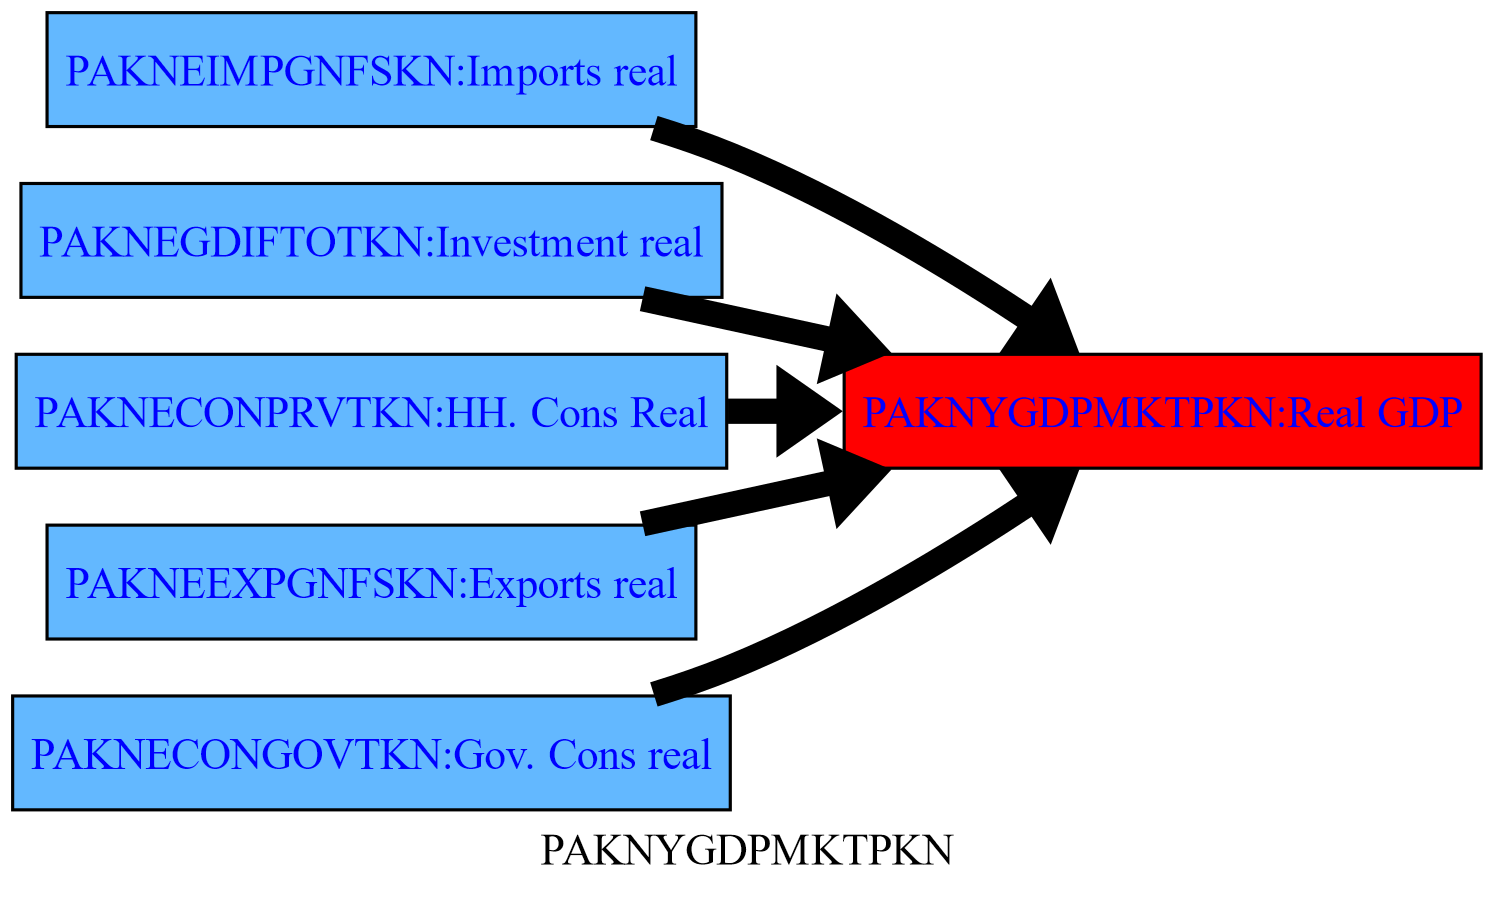 PAKNEIMPGNFSKN:Imports real
PAKNEGDIFTOTKN:Investment real
PAKNECONPRVTKN:HH. Cons Real
PAKNYGDPMKTPKN:Real GDP
PAKNEEXPGNFSKN:Exports real
PAKNECONGOVTKN:Gov. Cons real
PAKNYGDPMKTPKN